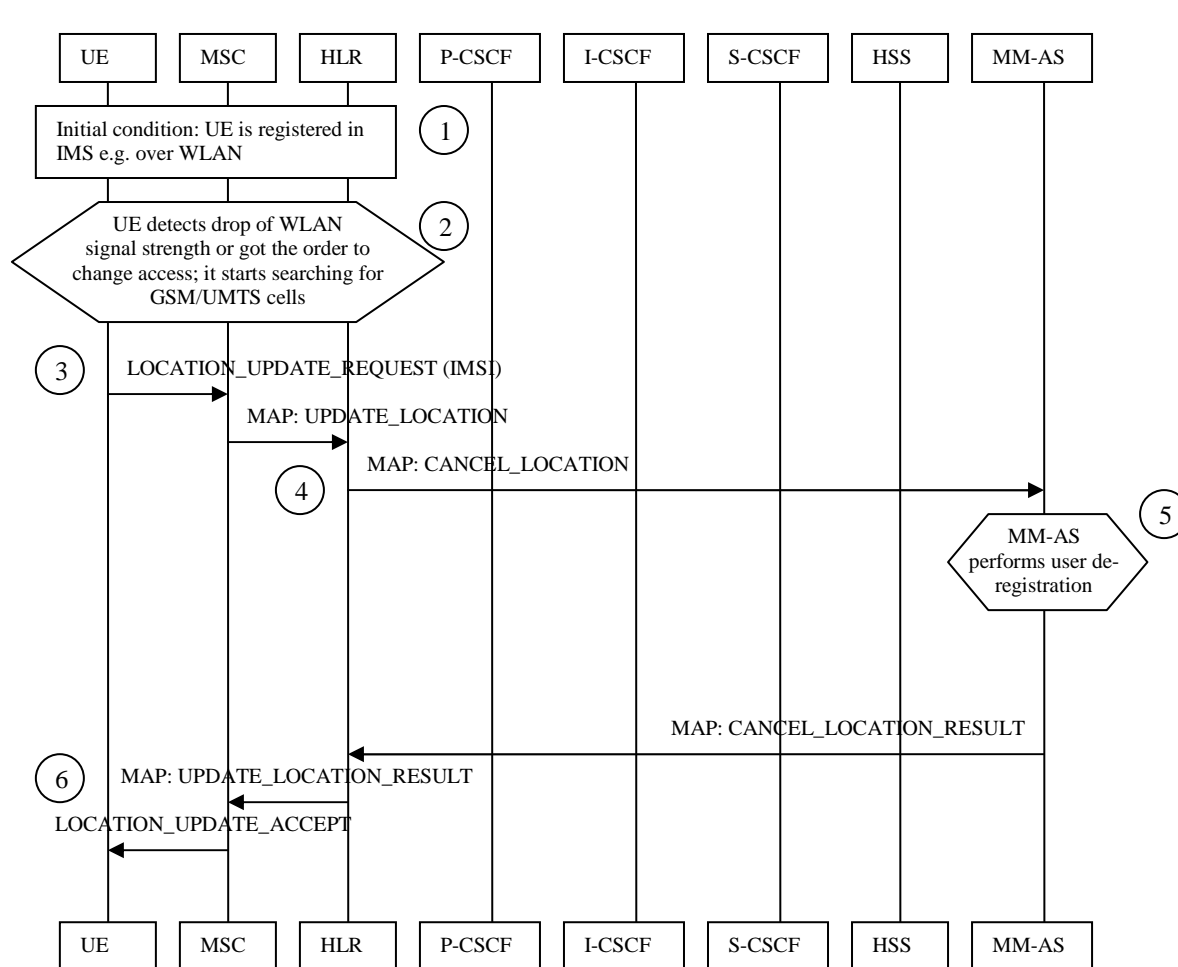 UE MSC HLR P-CSCF I-CSCF S-CSCF HSS MM-AS
Initial condition: UE is registered in
IMS e.g. over WLAN
1
UE detects drop of WLAN
signal strength or got the order to
change access; it starts searching for
GSM/UMTS cells
2
3
LOCATION_UPDATE_REQUEST (IMSI)
MAP: UPDATE_LOCATION
MAP: CANCEL_LOCATION
4
5
MM-AS
performs user de-
registration
MAP: CANCEL_LOCATION_RESULT
6
MAP: UPDATE_LOCATION_RESULT
LOCATION_UPDATE_ACCEPT
UE MSC HLR P-CSCF I-CSCF S-CSCF HSS MM-AS